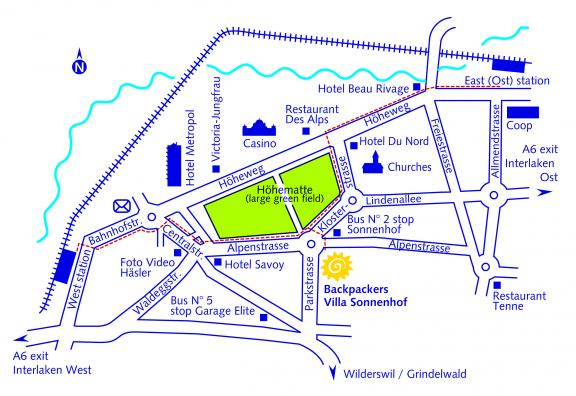 N
East (Ost) station
Hotel Beau Rivage
Höheweg
Restaurant
Des Alps
Coop
Casino
Victoria-Jungfrau
Hotel Metropol
Hotel Du Nord
Churches
Freiestrasse
Allmendstrasse
A6 exit
Interlaken
Ost
Höheweg
Höhematte
(large green field)
Kloster-
strasse
Lindenallee
Bus N° 2 stop
Sonnenhof
Bahnhofstr.
Centralstr.
Alpenstrasse
Alpenstrasse
West station
Foto Video
Häsler
Hotel Savoy
Waldeggstr.
Parkstrasse
Backpackers
Villa Sonnenhof
Restaurant
Tenne
Bus N° 5
stop Garage Elite
A6 exit
Interlaken West
Wilderswil / Grindelwald